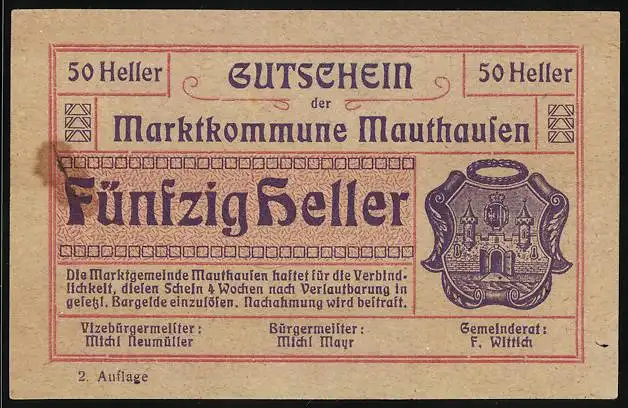 50 Heller GUTSCHEIN 50 Heller
der
Marktkommune Mauthausen
Fünfzig Heller
Die Marktgemeinde Mauthausen haftet für die Verbind-
lichkeit, diesen Schein 4 Wochen nach Verlautbarung in
gesetzl. Bargelde einzulösen. Nachahmung wird bestraft.
Vizebürgermeister: Bürgermeister: Gemeinderat:
Michl Neumüller Michl Mayr F. Wittich
2. Auflage